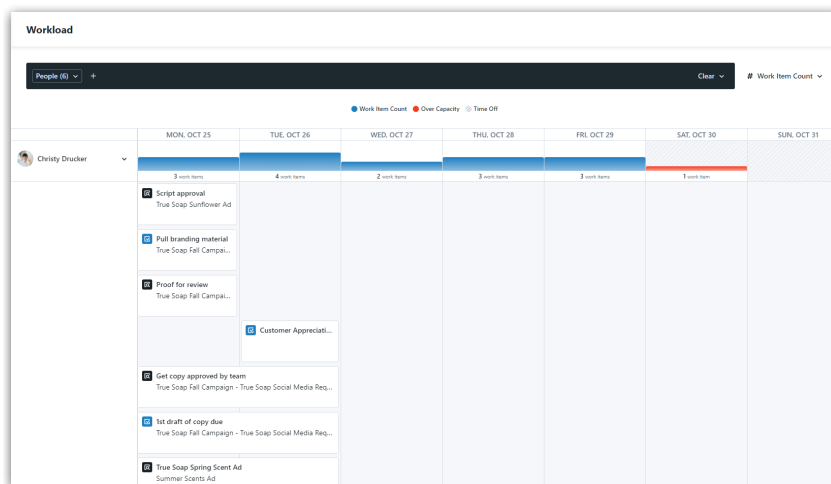 Workload
People (6)
+
Clear
# Work Item Count
Work Item Count
Over Capacity
Time Off
MON, OCT 25
TUE, OCT 26
WED, OCT 27
THU, OCT 28
FRI, OCT 29
SAT, OCT 30
SUN, OCT 31
Christy Drucker
3 work items
4 work items
2 work items
3 work items
3 work items
1 work item
Script approval
True Soap Sunflower Ad
Pull branding material
True Soap Fall Campai...
Proof for review
True Soap Fall Campai...
Customer Appreciati...
Get copy approved by team
True Soap Fall Campaign - True Soap Social Media Req...
1st draft of copy due
True Soap Fall Campaign - True Soap Social Media Req...
True Soap Spring Scent Ad
Summer Scents Ad